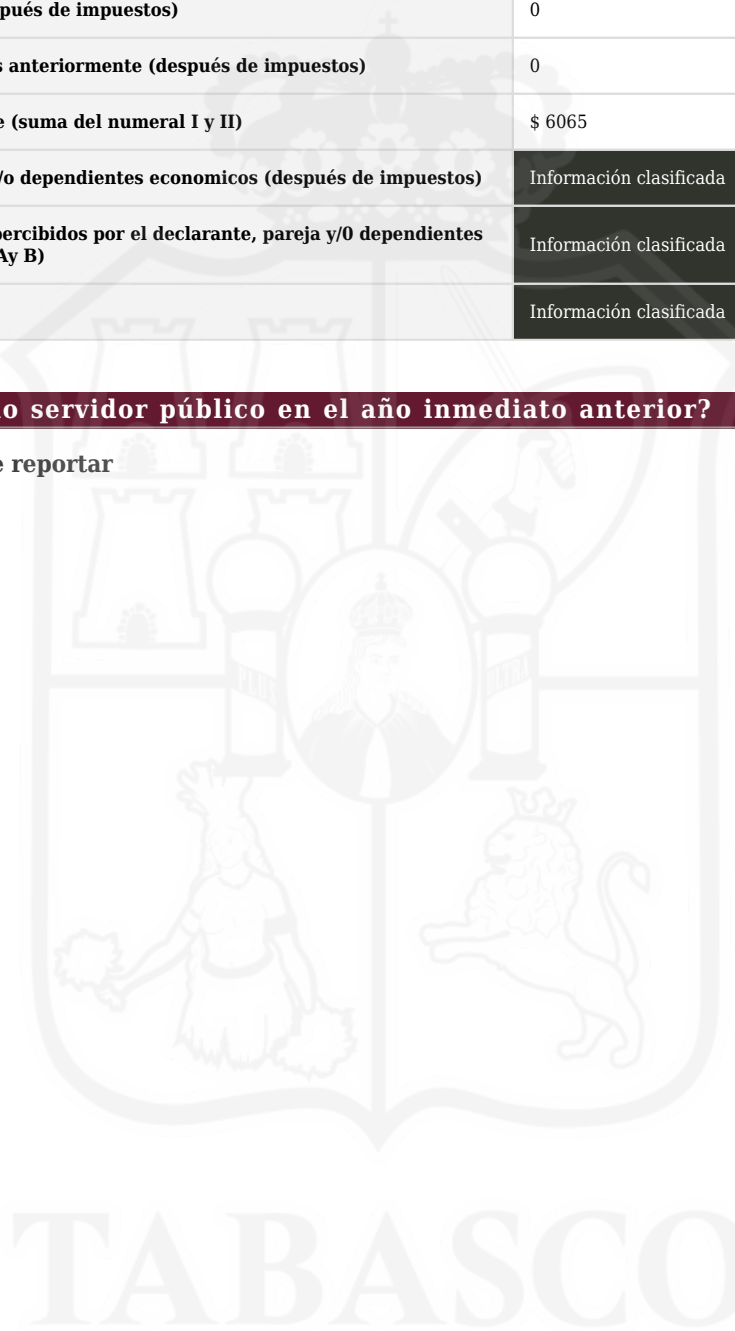 pués de impuestos) 0
s anteriormente (después de impuestos) 0
e (suma del numeral I y II) $ 6065
/o dependientes economicos (después de impuestos) Información clasificada
percibidos por el declarante, pareja y/0 dependientes
Ay B) Información clasificada
Información clasificada
o servidor público en el año inmediato anterior?
e reportar
PLUS ULTRA
TABASCO